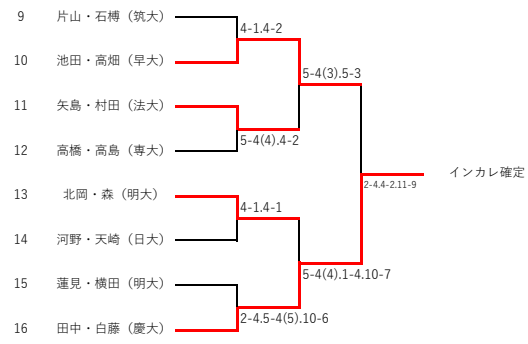 9 片山・石榑（筑大）
4-1.4-2
10 池田・高畑（早大）
5-4(3).5-3
11 矢島・村田（法大）
5-4(4).4-2
12 高橋・高島（専大）
インカレ確定
2-4.4-2.11-9
13 北岡・森（明大）
4-1.4-1
14 河野・天崎（日大）
5-4(4).1-4.10-7
15 蓮見・横田（明大）
2-4.5-4(5).10-6
16 田中・白藤（慶大）